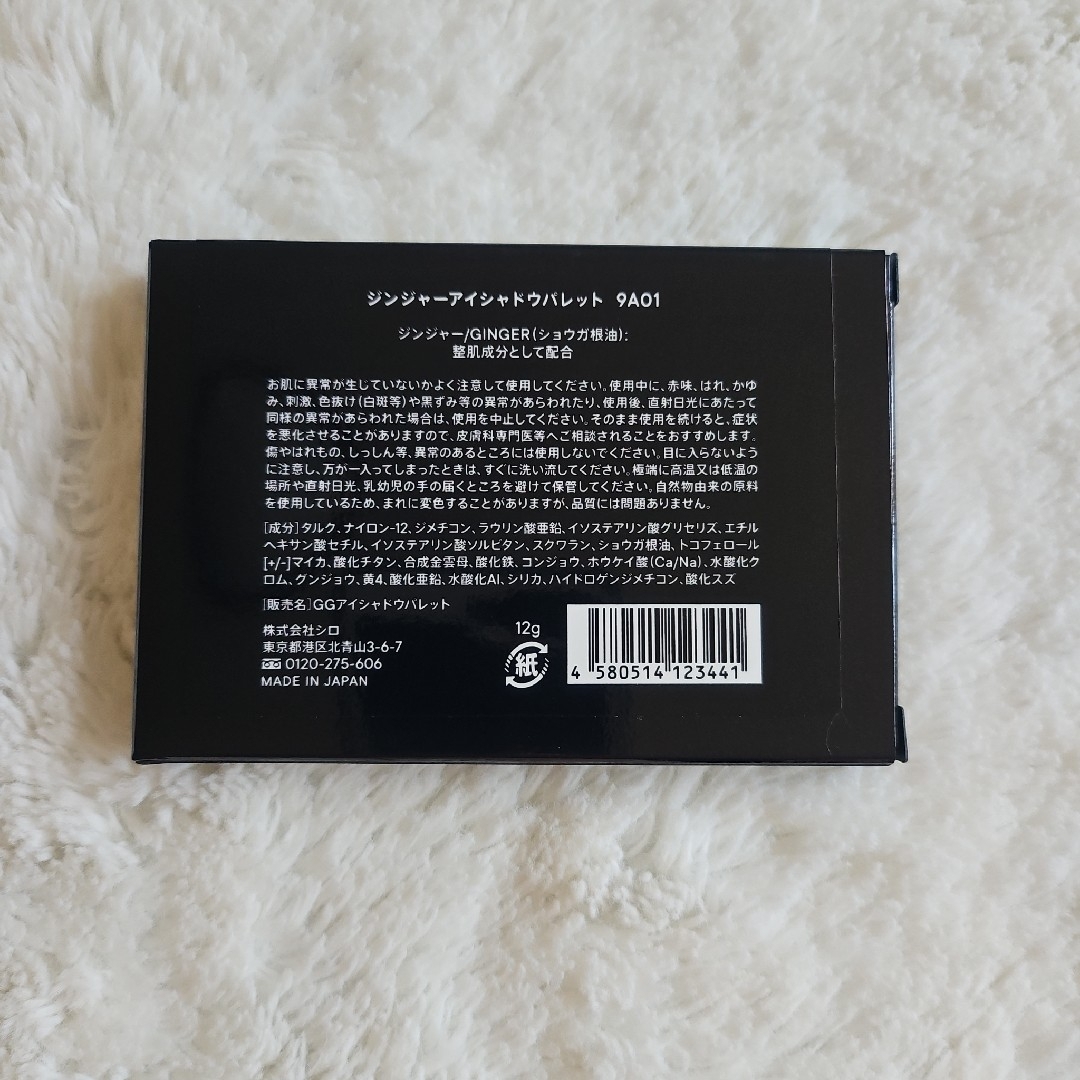 ジンジャーアイシャドウパレット 9A01
ジンジャー/GINGER(ショウガ根油):
整肌成分として配合
お肌に異常が生じていないかよく注意して使用してください。使用中に、赤味、はれ、かゆ
み、刺激、色抜け(白斑等)や黒ずみ等の異常があらわれたり、使用後、直射日光にあたって
同様の異常があらわれた場合は、使用を中止してください。そのまま使用を続けると、症状
を悪化させることがありますので、皮膚科専門医等へご相談されることをおすすめします。
傷やはれもの、しっしん等、異常のあるところには使用しないでください。目に入らないよう
に注意し、万が一入ってしまったときは、すぐに洗い流してください。極端に高温又は低温の
場所や直射日光、乳幼児の手の届くところを避けて保管してください。自然物由来の原料
を使用しているため、まれに変色することがありますが、品質には問題ありません。
[成分]タルク、ナイロン-12、ジメチコン、ラウリン酸亜鉛、イソステアリン酸グリセリズ、エチル
ヘキサン酸セチル、イソステアリン酸ソルビタン、スクワラン、ショウガ根油、トコフェロール
[+/-]マイカ、酸化チタン、合成金雲母、酸化鉄、コンジョウ、ホウケイ酸(Ca/Na)、水酸化ク
ロム、グンジョウ、黄4、酸化亜鉛、水酸化Al、シリカ、ハイドロゲンジメチコン、酸化スズ
[販売名]GGアイシャドウパレット
株式会社シロ
東京都港区北青山3-6-7
0120-275-606
MADE IN JAPAN
12g
紙
4 580514 123441